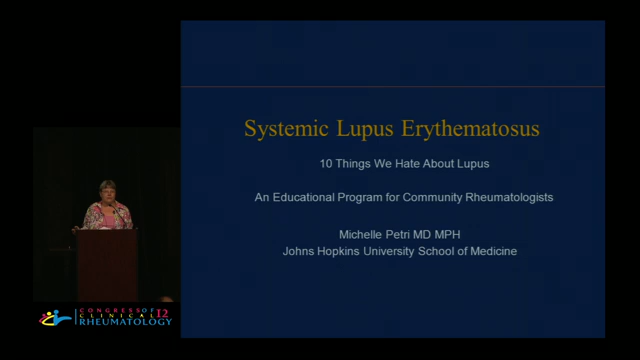 Systemic Lupus Erythematosus
10 Things We Hate About Lupus
An Educational Program for Community Rheumatologists
Michelle Petri MD MPH
Johns Hopkins University School of Medicine
CONGRESS OF
CLINICAL 12
RHEUMATOLOGY